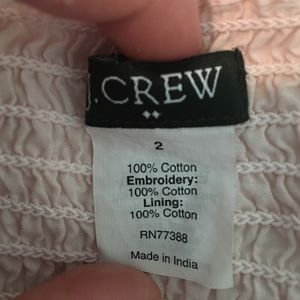 J.CREW
2
100% Cotton
Embroidery:
100% Cotton
Lining:
100% Cotton
RN77388
Made in India